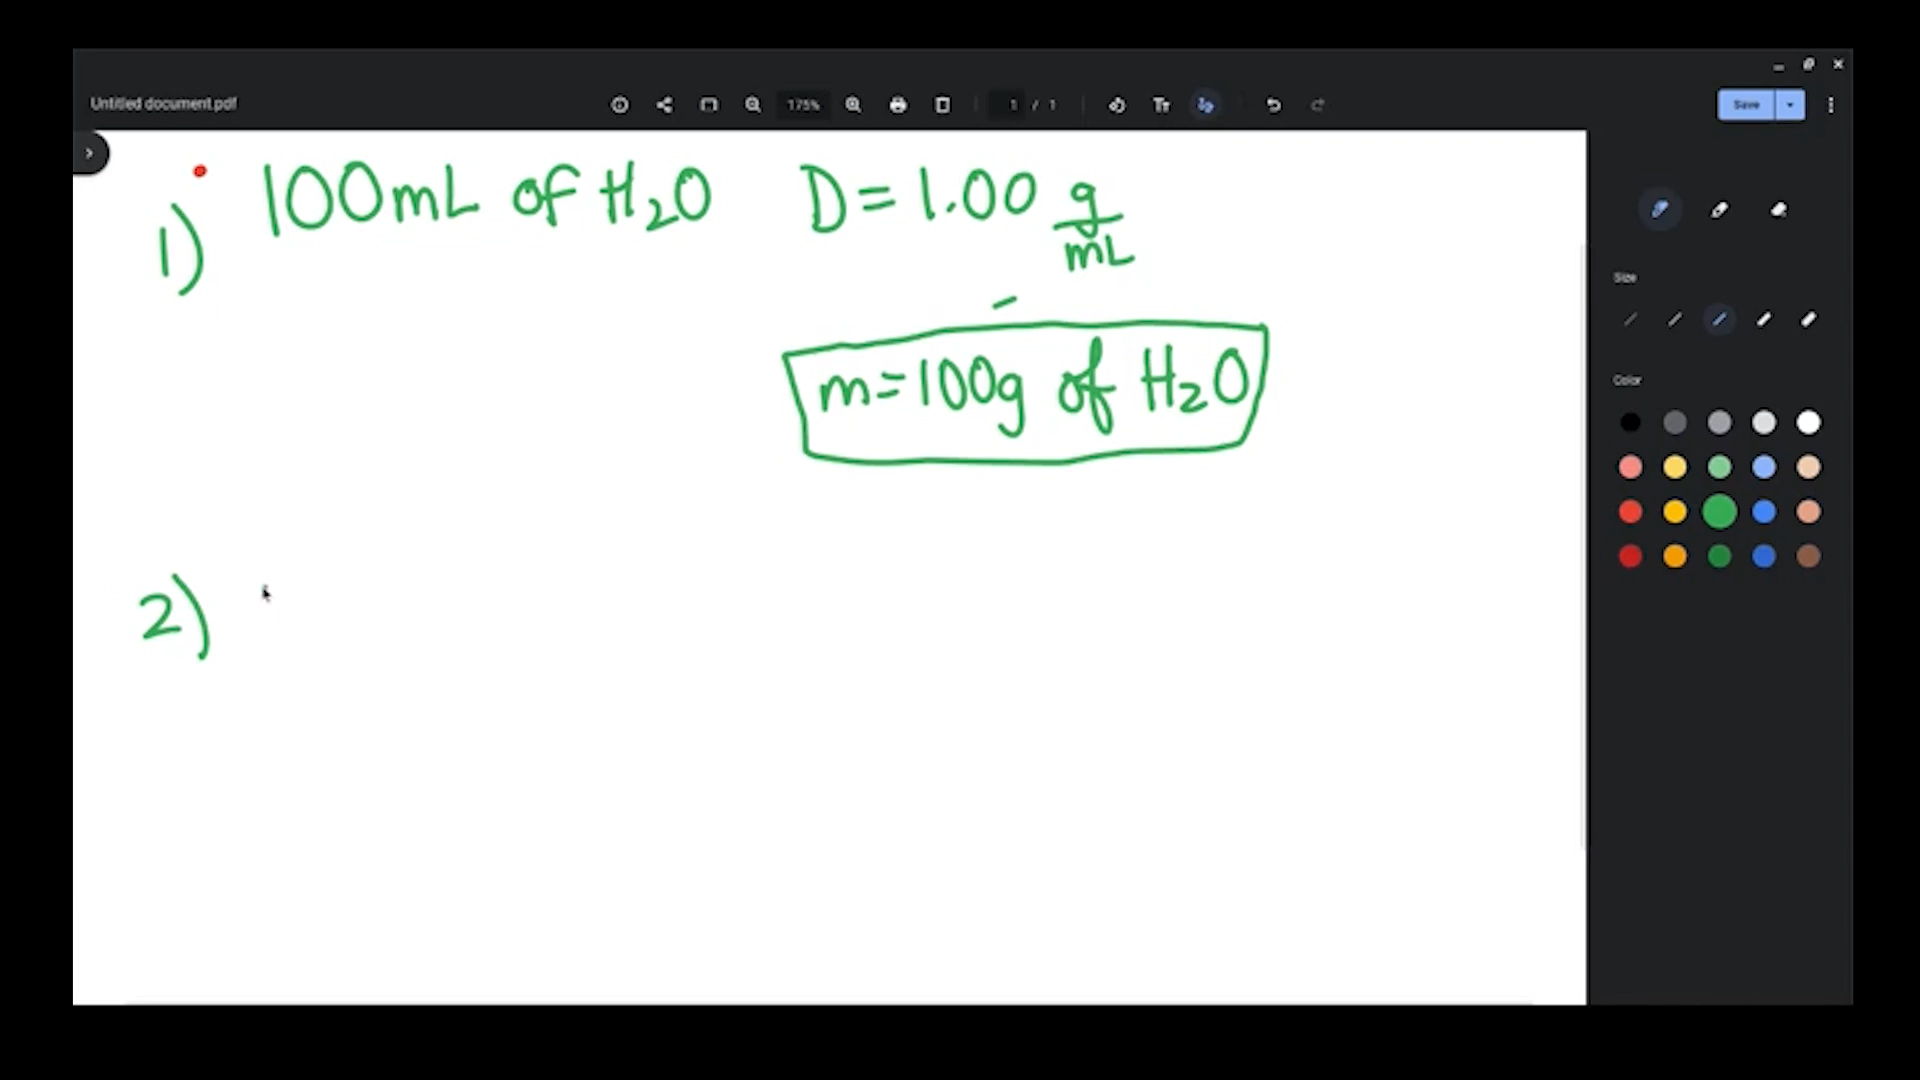 Untitled document.pdf
175%
1 / 1
Save
1) 100mL of H₂O D = 1.00 g/mL
m = 100g of H₂O
2)
Size
Color